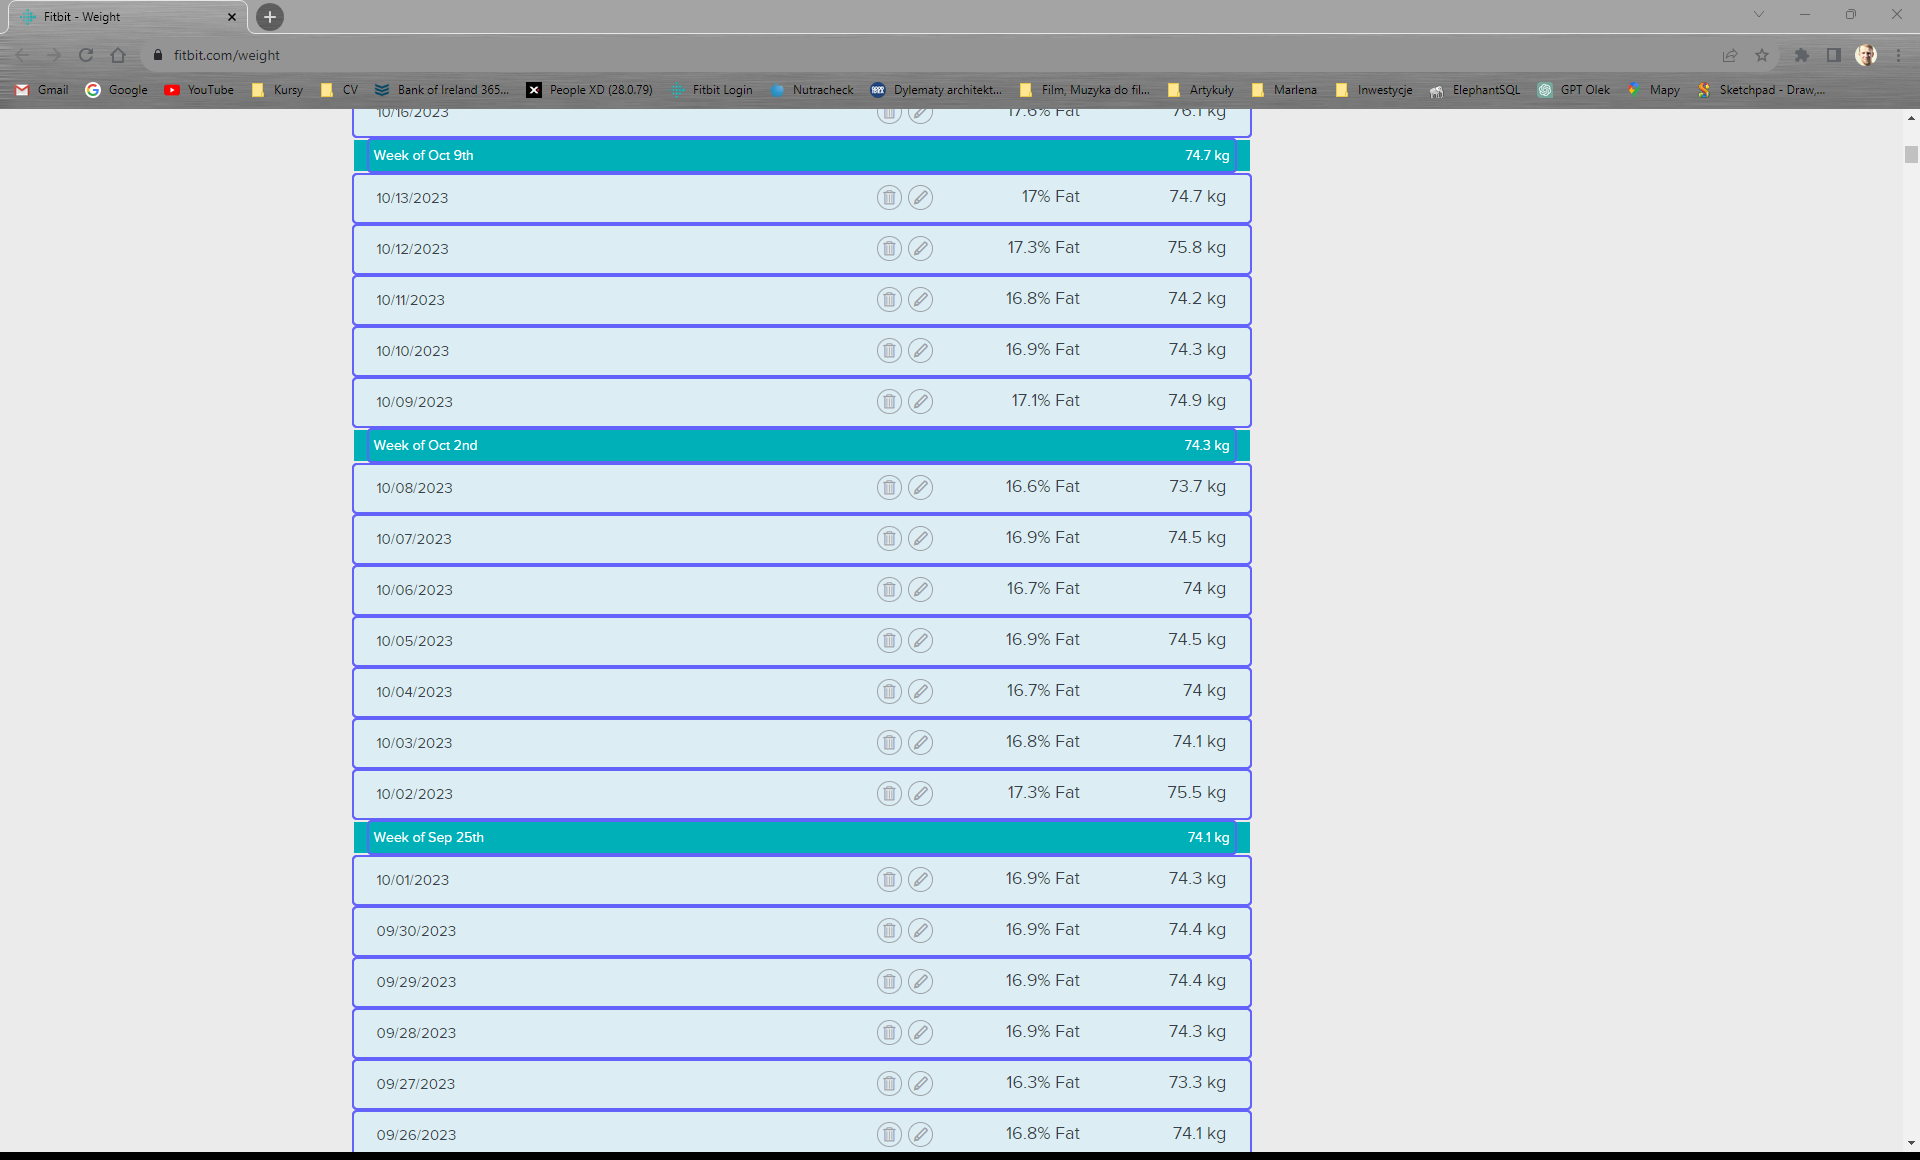 Fitbit - Weight
fitbit.com/weight
Gmail Google YouTube Kursy CV Bank of Ireland 365... People XD (28.0.79) Fitbit Login Nutracheck Dylematy architekt... Film, Muzyka do fil... Artykuły Marlena Inwestycje ElephantSQL GPT Olek Mapy Sketchpad - Draw,...
10/16/2023 17.6% Fat 76.1 kg
Week of Oct 9th 74.7 kg
10/13/2023 17% Fat 74.7 kg
10/12/2023 17.3% Fat 75.8 kg
10/11/2023 16.8% Fat 74.2 kg
10/10/2023 16.9% Fat 74.3 kg
10/09/2023 17.1% Fat 74.9 kg
Week of Oct 2nd 74.3 kg
10/08/2023 16.6% Fat 73.7 kg
10/07/2023 16.9% Fat 74.5 kg
10/06/2023 16.7% Fat 74 kg
10/05/2023 16.9% Fat 74.5 kg
10/04/2023 16.7% Fat 74 kg
10/03/2023 16.8% Fat 74.1 kg
10/02/2023 17.3% Fat 75.5 kg
Week of Sep 25th 74.1 kg
10/01/2023 16.9% Fat 74.3 kg
09/30/2023 16.9% Fat 74.4 kg
09/29/2023 16.9% Fat 74.4 kg
09/28/2023 16.9% Fat 74.3 kg
09/27/2023 16.3% Fat 73.3 kg
09/26/2023 16.8% Fat 74.1 kg